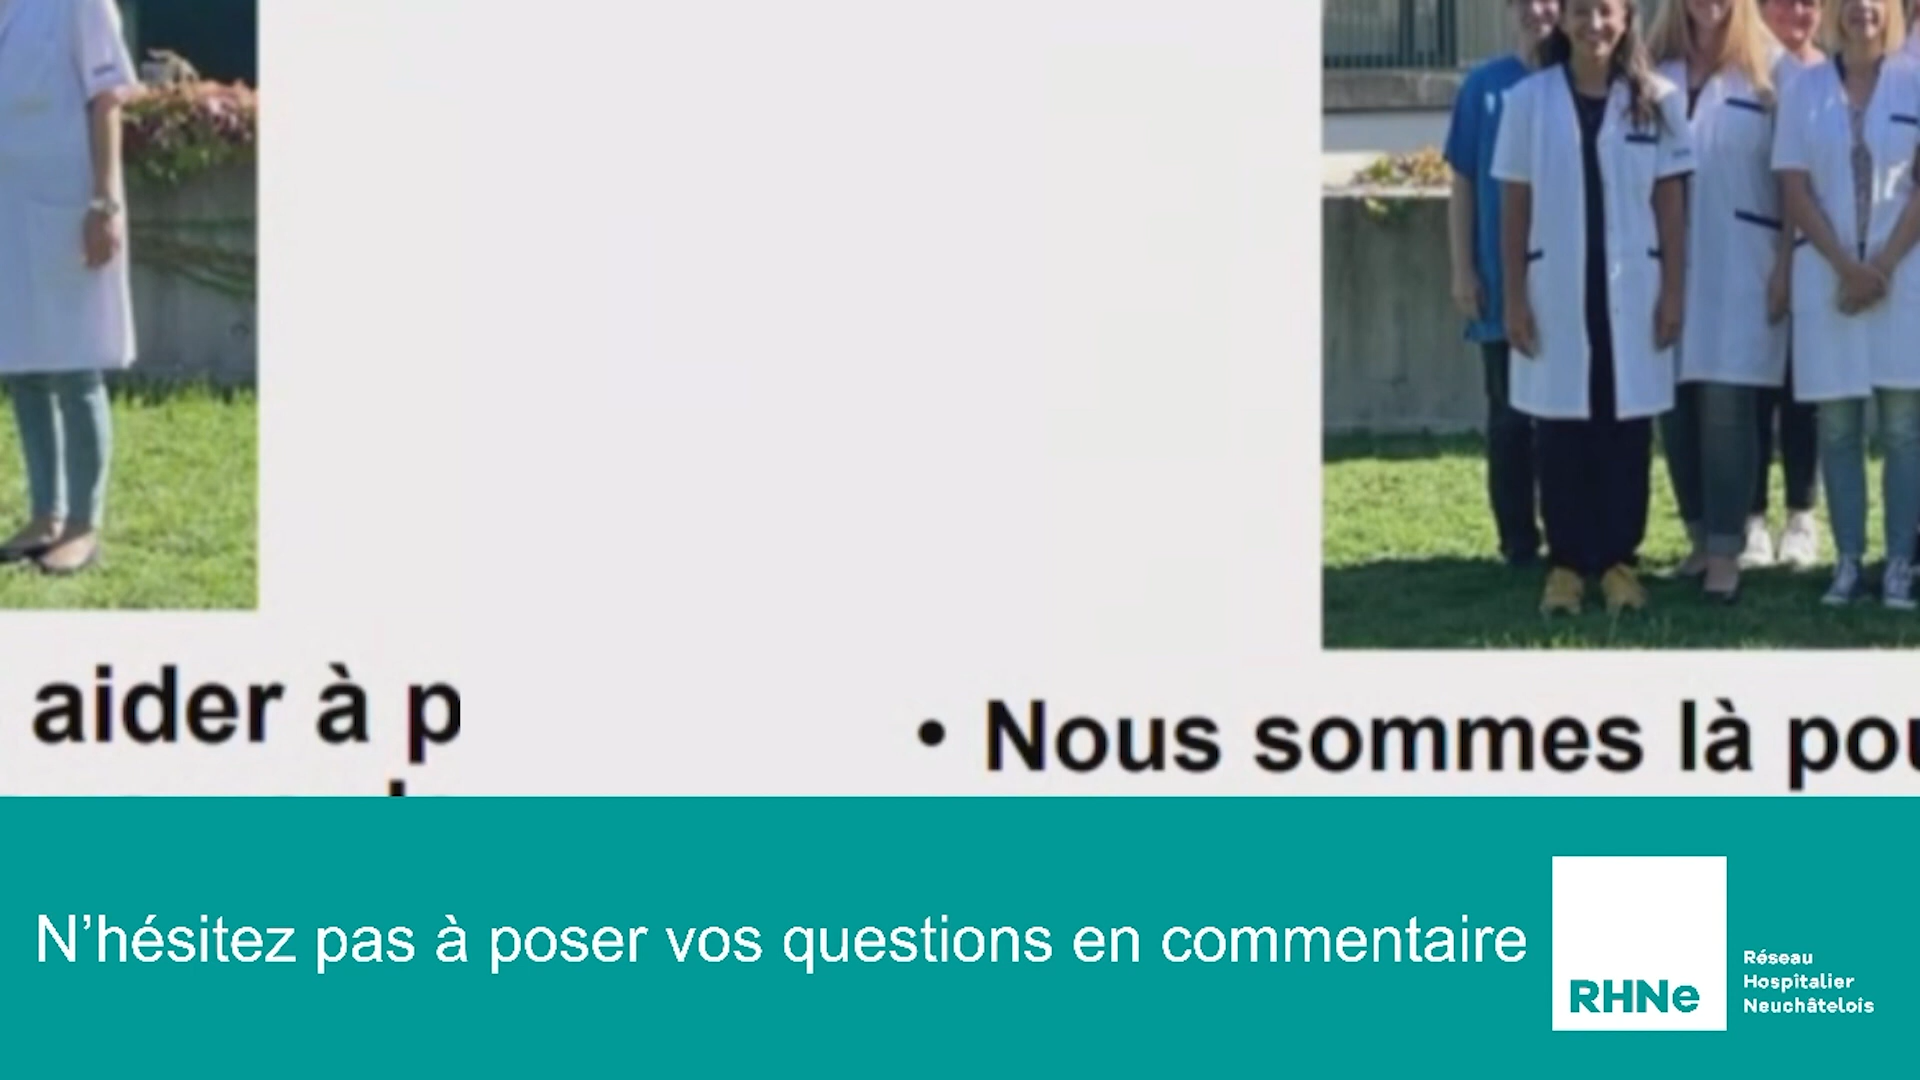 aider à p
• Nous sommes là pou
N’hésitez pas à poser vos questions en commentaire
RHNe
Réseau
Hospitalier
Neuchâtelois